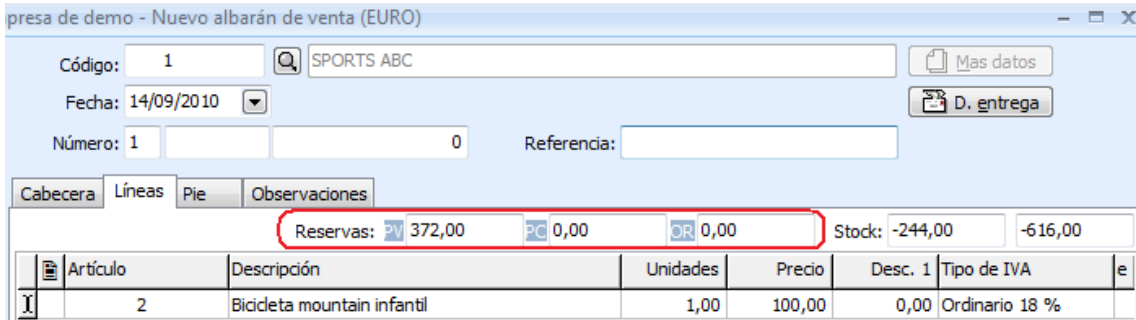 presa de demo - Nuevo albarán de venta (EURO)
Código: 1 SPORTS ABC Mas datos
Fecha: 14/09/2010 D. entrega
Número: 1 0 Referencia:
Cabecera Líneas Pie Observaciones
Reservas: PV 372,00 PC 0,00 OR 0,00 Stock: -244,00 -616,00
Artículo Descripción Unidades Precio Desc. 1 Tipo de IVA e
2 Bicicleta mountain infantil 1,00 100,00 0,00 Ordinario 18 %